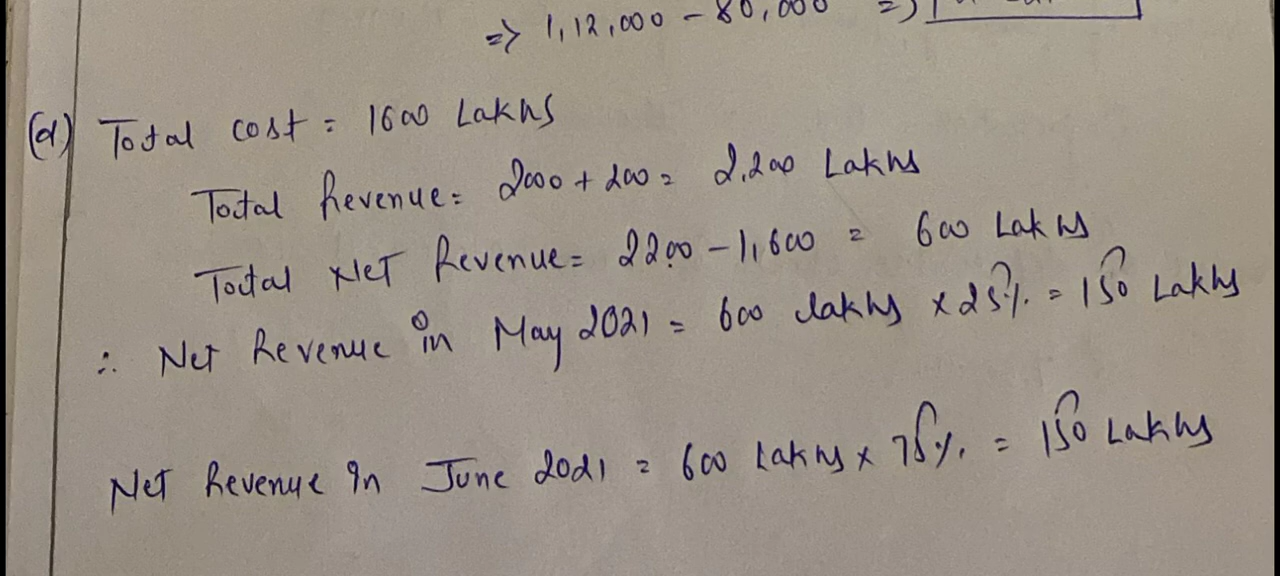 => 1,12,000 - 80,000 =>
(d) Total cost = 1600 Lakhs
Total Revenue = 2000 + 200 = 2,200 Lakhs
Total Net Revenue = 2200 - 1,600 = 600 Lakhs
∴ Net Revenue in May 2021 = 600 lakhs x 25% = 150 Lakhs
Net Revenue in June 2021 = 600 Lakhs x 75% = 150 Lakhs